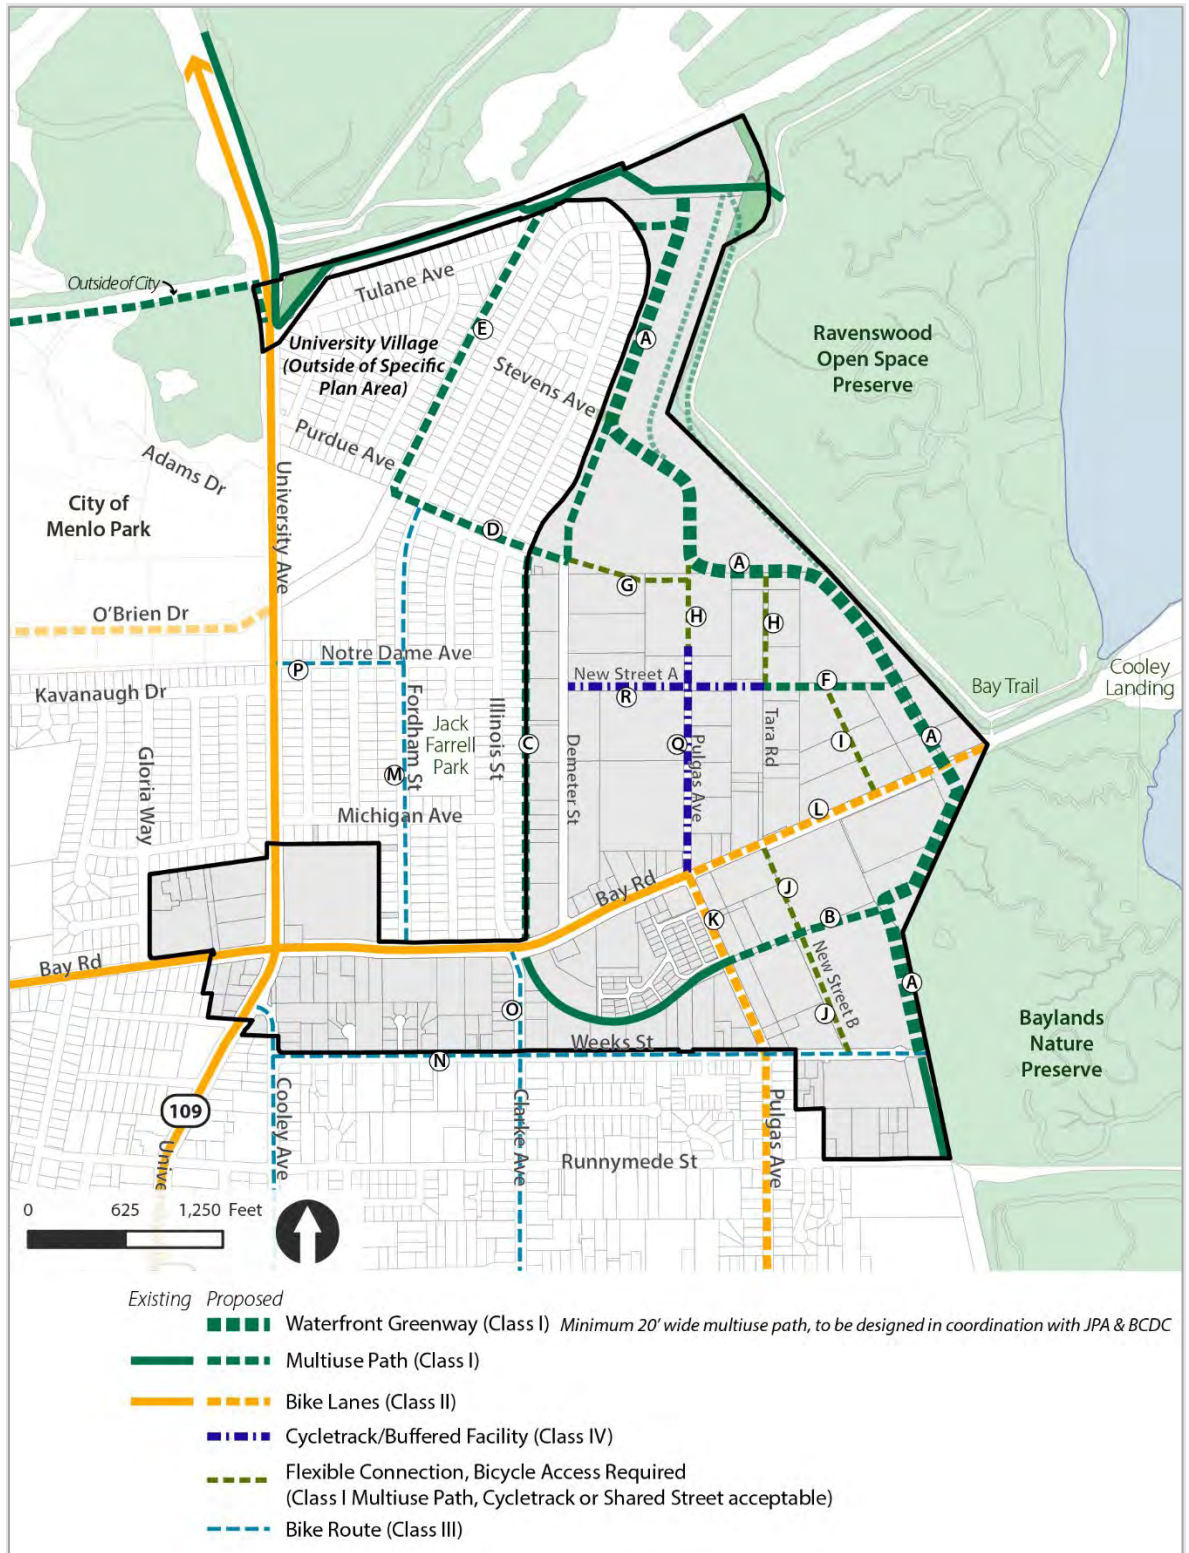 Outside of City
Tulane Ave
University Village
(Outside of Specific
Plan Area)
E
A
Stevens Ave
Ravenswood
Open Space
Preserve
Purdue Ave
Adams Dr
City of
Menlo Park
University Ave
D
A
G
H
H
O'Brien Dr
Notre Dame Ave
P
Kavanaugh Dr
New Street A
R
F
Bay Trail
Cooley
Landing
Fordham St
Jack
Farrell
Park
Illinois St
C
Demeter St
Q
Pulgas Ave
Tara Rd
I
A
Gloria Way
M
Michigan Ave
L
Bay Rd
J
K
B
Bay Rd
New Street B
A
O
J
Weeks St
N
Baylands
Nature
Preserve
109
Cooley Ave
Clarke Ave
Pulgas Ave
Runnymede St
Unive
0 625 1,250 Feet
Existing Proposed
Waterfront Greenway (Class I) Minimum 20' wide multiuse path, to be designed in coordination with JPA & BCDC
Multiuse Path (Class I)
Bike Lanes (Class II)
Cycletrack/Buffered Facility (Class IV)
Flexible Connection, Bicycle Access Required
(Class I Multiuse Path, Cycletrack or Shared Street acceptable)
Bike Route (Class III)